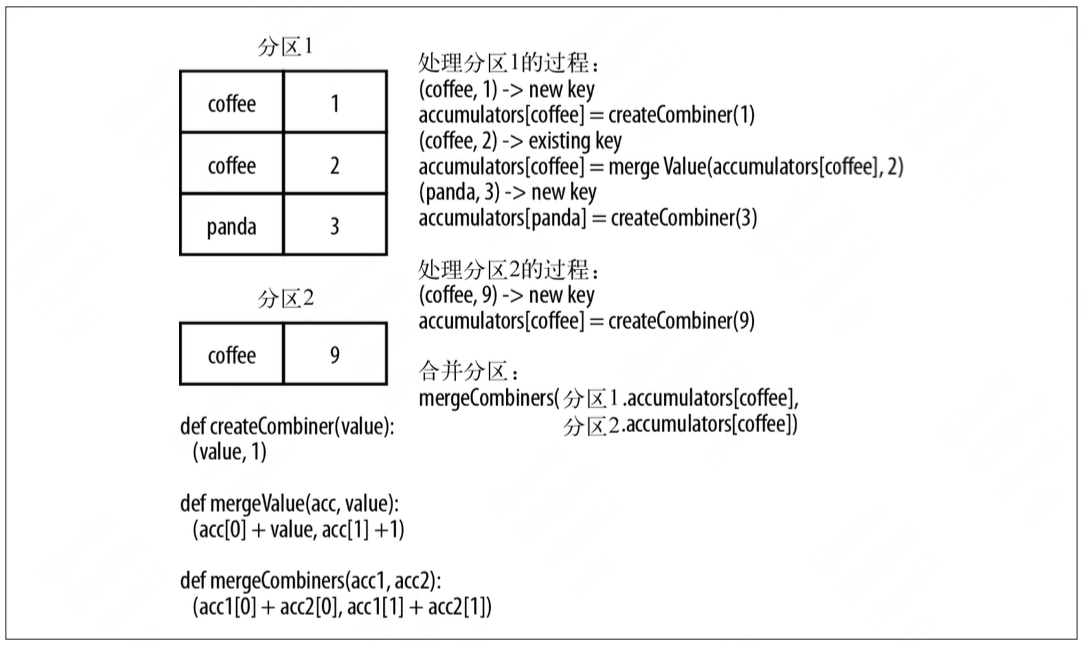 分区1
coffee 1
coffee 2
panda 3
分区2
coffee 9
def createCombiner(value):
(value, 1)
def mergeValue(acc, value):
(acc[0] + value, acc[1] +1)
def mergeCombiners(acc1, acc2):
(acc1[0] + acc2[0], acc1[1] + acc2[1])
处理分区1的过程：
(coffee, 1) -> new key
accumulators[coffee] = createCombiner(1)
(coffee, 2) -> existing key
accumulators[coffee] = merge Value(accumulators[coffee], 2)
(panda, 3) -> new key
accumulators[panda] = createCombiner(3)
处理分区2的过程：
(coffee, 9) -> new key
accumulators[coffee] = createCombiner(9)
合并分区：
mergeCombiners(分区1.accumulators[coffee],
分区2.accumulators[coffee])